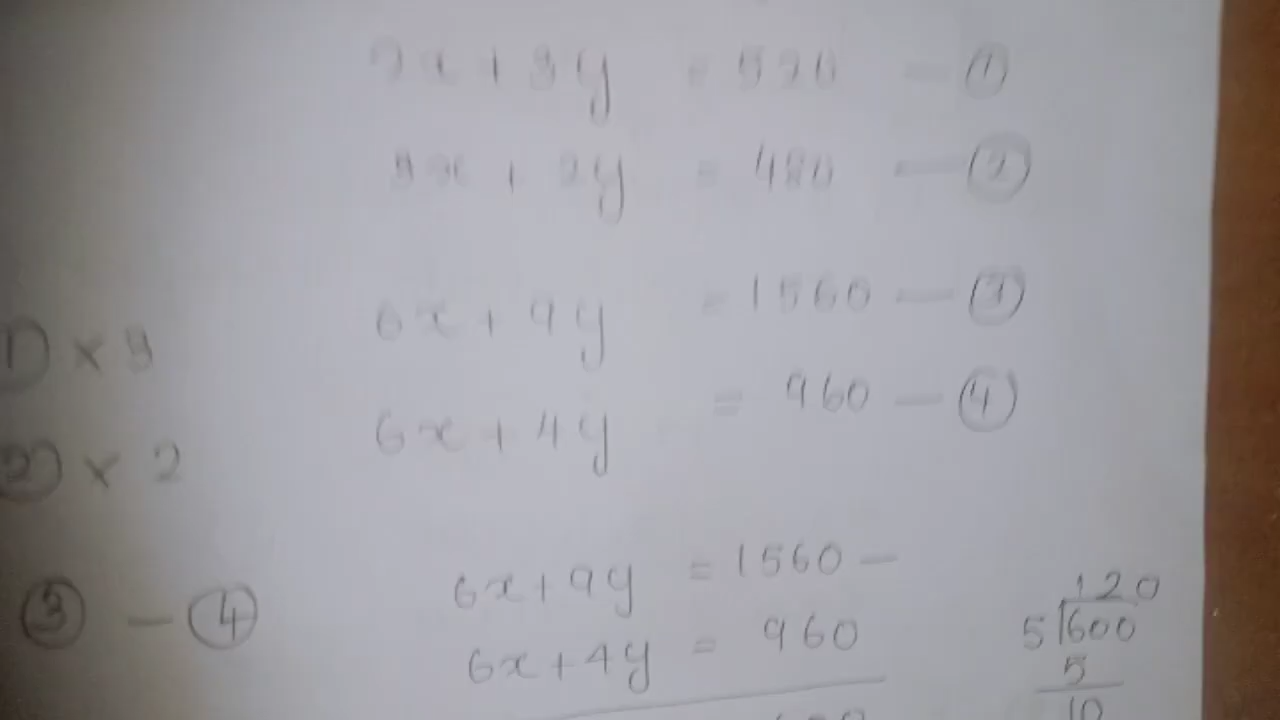 2x + 3y = 520 — ①
3x + 2y = 480 — ②
6x + 9y = 1560 — ③
1) × 3
6x + 4y = 960 — ④
② × 2
6x + 9y = 1560 —
③ — ④
6x + 4y = 960
120
5 600
5
10